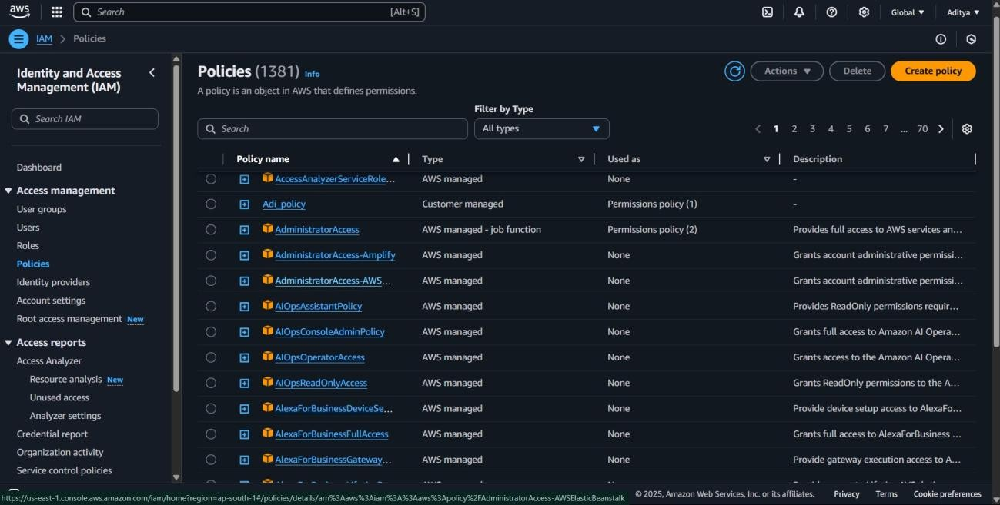 aws Search [Alt+S] Global Aditya
IAM > Policies
Identity and Access
Management (IAM)
Search IAM
Dashboard
Access management
User groups
Users
Roles
Policies
Identity providers
Account settings
Root access management New
Access reports
Access Analyzer
Resource analysis New
Unused access
Analyzer settings
Credential report
Organization activity
Service control policies
Policies (1381) Info
Actions Delete Create policy
A policy is an object in AWS that defines permissions.
Filter by Type
Search All types 1 2 3 4 5 6 7 ... 70
Policy name Type Used as Description
AccessAnalyzerServiceRole... AWS managed None -
Adi_policy Customer managed Permissions policy (1) -
AdministratorAccess AWS managed - job function Permissions policy (2) Provides full access to AWS services an...
AdministratorAccess-Amplify AWS managed None Grants account administrative permissi...
AdministratorAccess-AWS... AWS managed None Grants account administrative permissi...
AIOpsAssistantPolicy AWS managed None Provides ReadOnly permissions requir...
AIOpsConsoleAdminPolicy AWS managed None Grants full access to Amazon AI Opera...
AIOpsOperatorAccess AWS managed None Grants access to the Amazon AI Opera...
AIOpsReadOnlyAccess AWS managed None Grants ReadOnly permissions to the A...
AlexaForBusinessDeviceSe... AWS managed None Provide device setup access to AlexaFo...
AlexaForBusinessFullAccess AWS managed None Grants full access to AlexaForBusiness ...
AlexaForBusinessGateway... AWS managed None Provide gateway execution access to A...
https://us-east-1.console.aws.amazon.com/iam/home?region=ap-south-1#/policies/details/arn%3Aaws%3Aiam%3A%3Aaws%3Apolicy%2FAdministratorAccess-AWSElasticBeanstalk
© 2025, Amazon Web Services, Inc. or its affiliates. Privacy Terms Cookie preferences